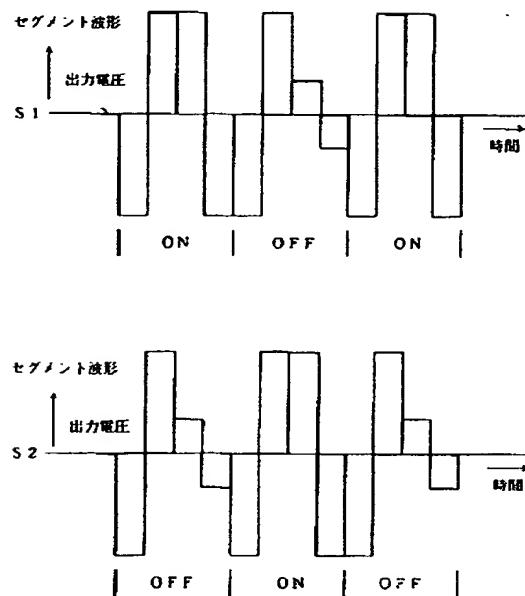 セグメント波形
出力電圧
S1
時間
ON OFF ON
セグメント波形
出力電圧
S2
時間
OFF ON OFF